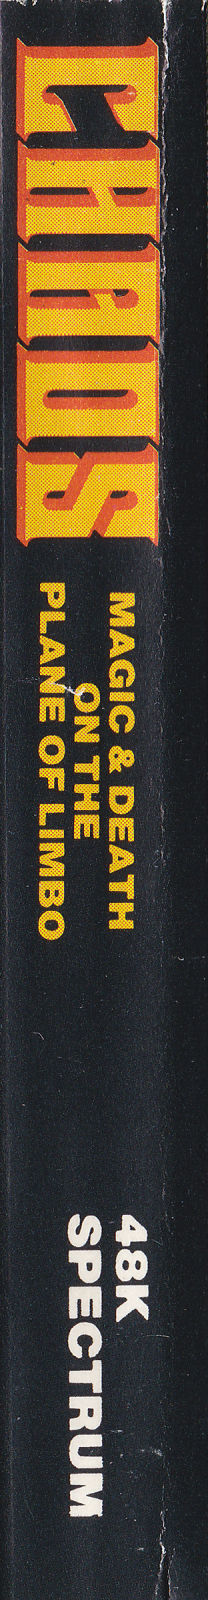 CHAOS
MAGIC & DEATH
ON THE
PLANE OF LIMBO
48K
SPECTRUM